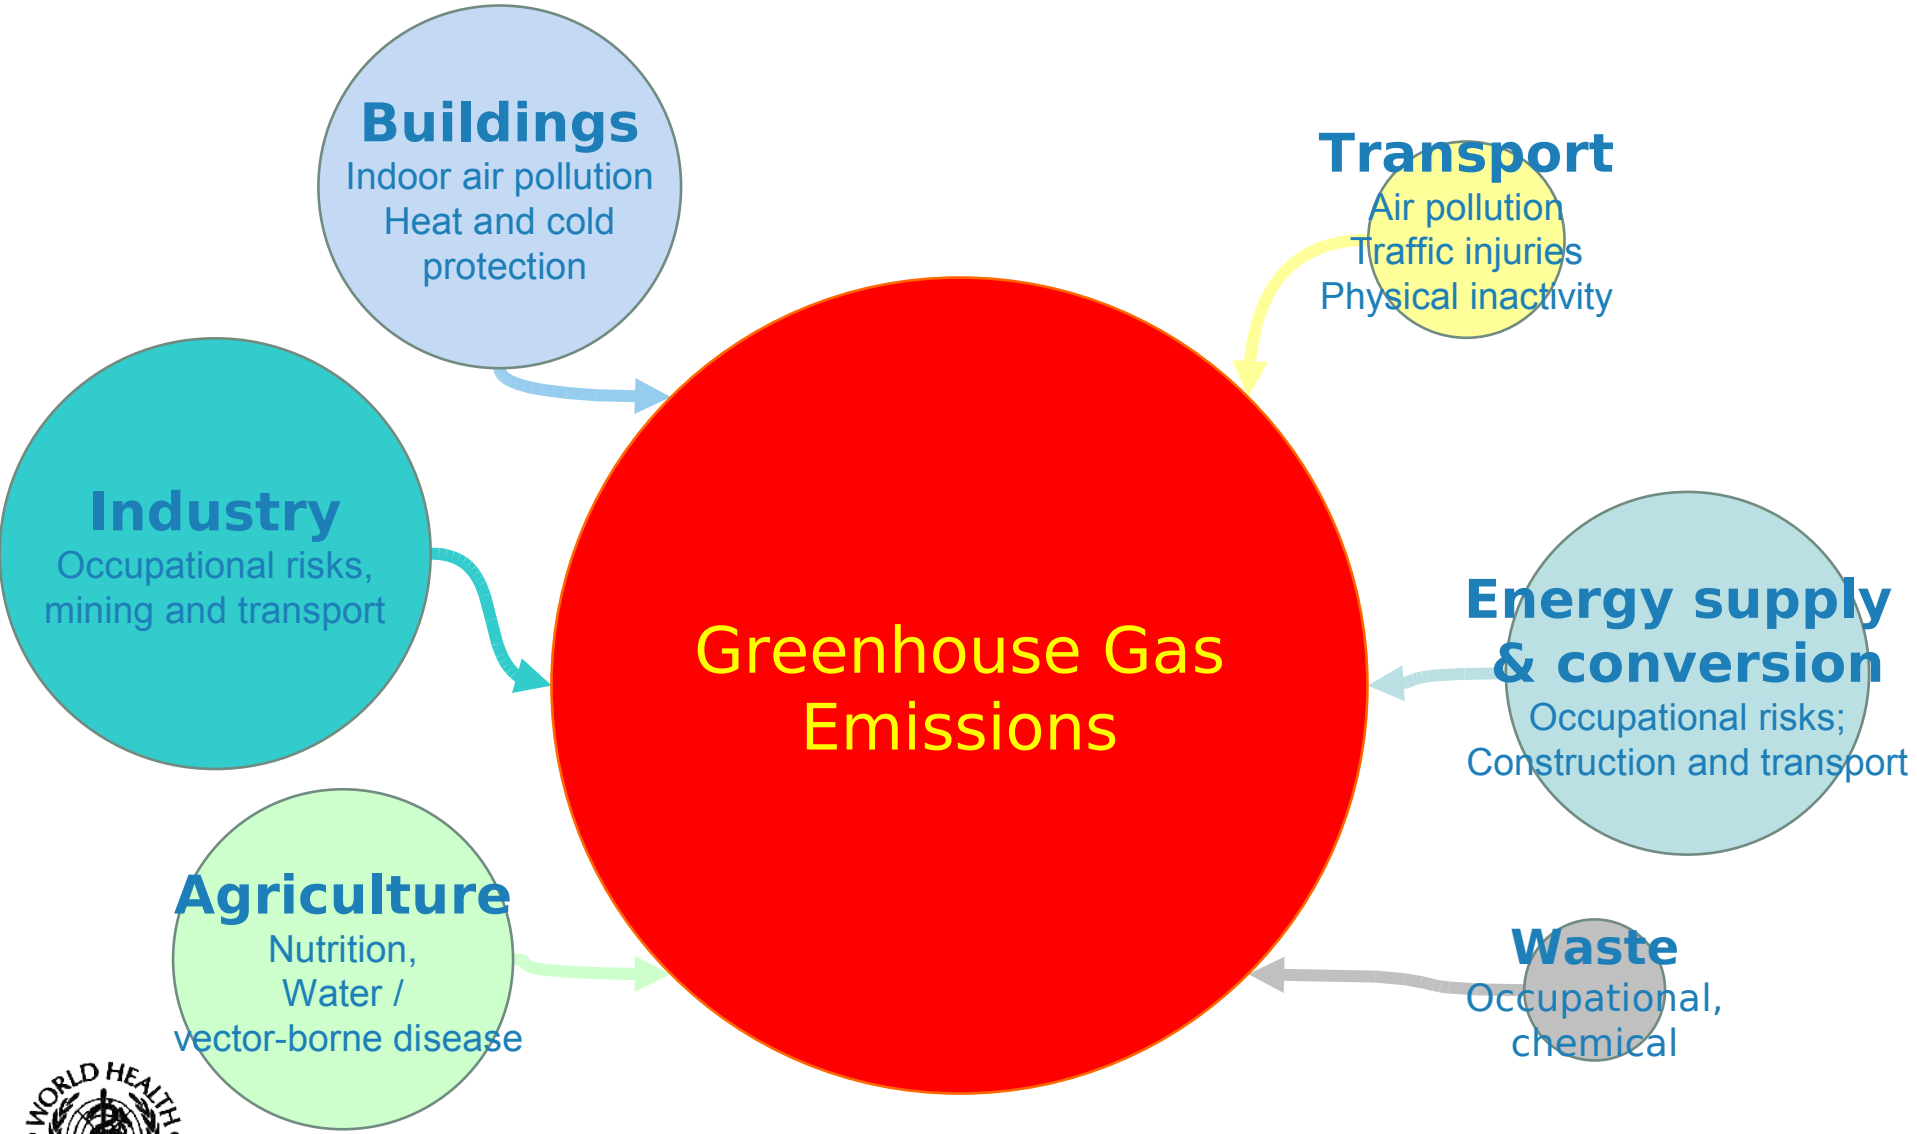 Buildings
Indoor air pollution
Heat and cold
protection
Transport
Air pollution
Traffic injuries
Physical inactivity
Industry
Occupational risks,
mining and transport
Greenhouse Gas
Emissions
Energy supply
& conversion
Occupational risks;
Construction and transport
Agriculture
Nutrition,
Water /
vector-borne disease
Waste
Occupational,
chemical
WORLD HEALTH